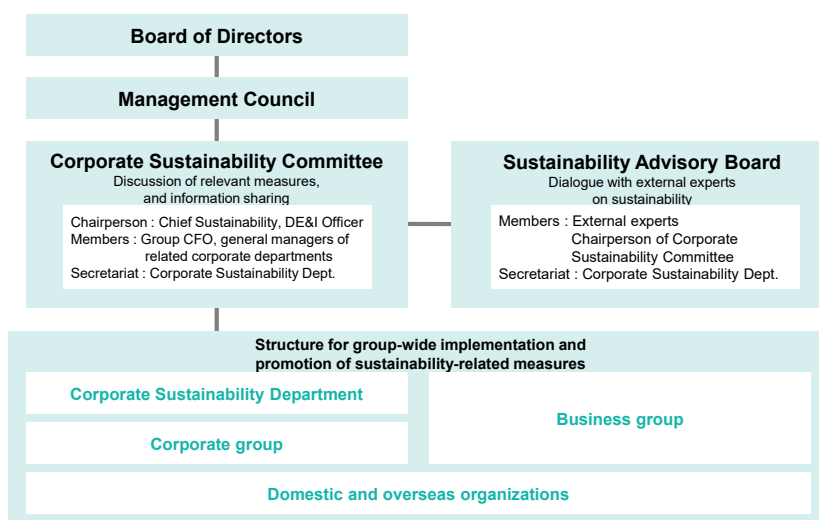 Board of Directors
Management Council
Corporate Sustainability Committee
Discussion of relevant measures,
and information sharing
Chairperson : Chief Sustainability, DE&I Officer
Members : Group CFO, general managers of
related corporate departments
Secretariat : Corporate Sustainability Dept.
Sustainability Advisory Board
Dialogue with external experts
on sustainability
Members : External experts
Chairperson of Corporate
Sustainability Committee
Secretariat : Corporate Sustainability Dept.
Structure for group-wide implementation and
promotion of sustainability-related measures
Corporate Sustainability Department
Corporate group
Business group
Domestic and overseas organizations